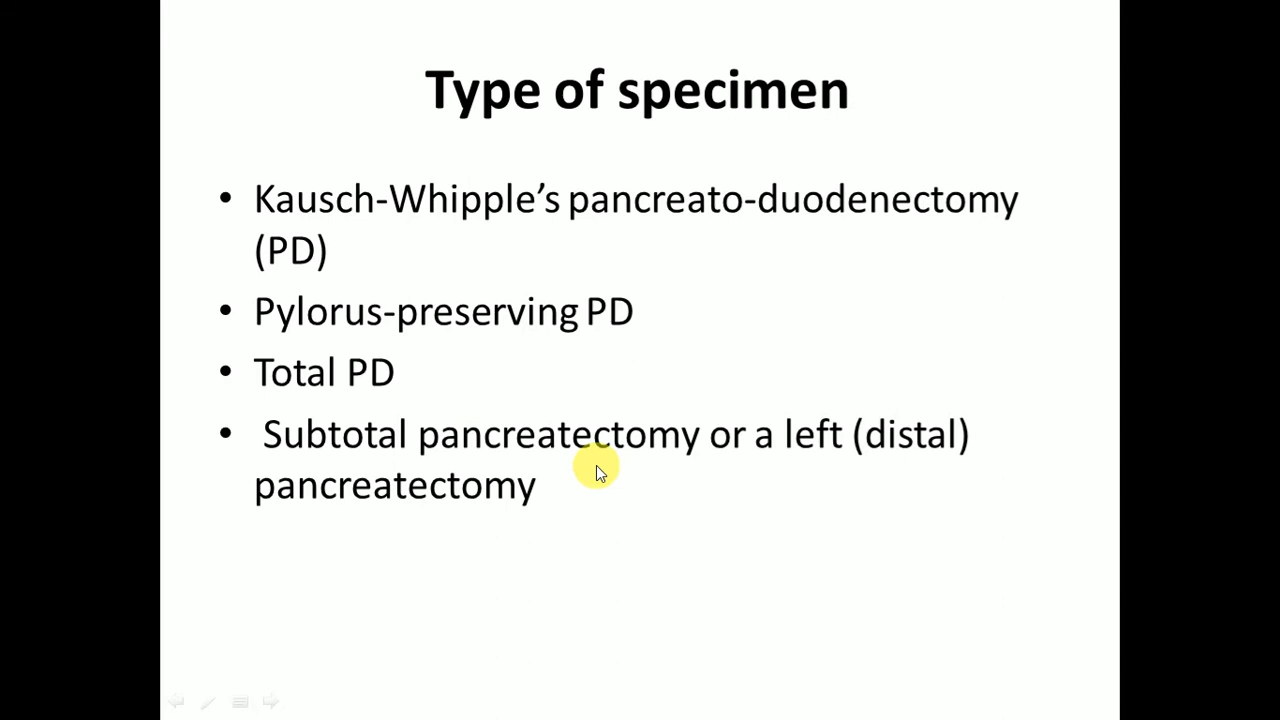 Type of specimen
• Kausch-Whipple’s pancreato-duodenectomy
(PD)
• Pylorus-preserving PD
• Total PD
• Subtotal pancreatectomy or a left (distal)
pancreatectomy